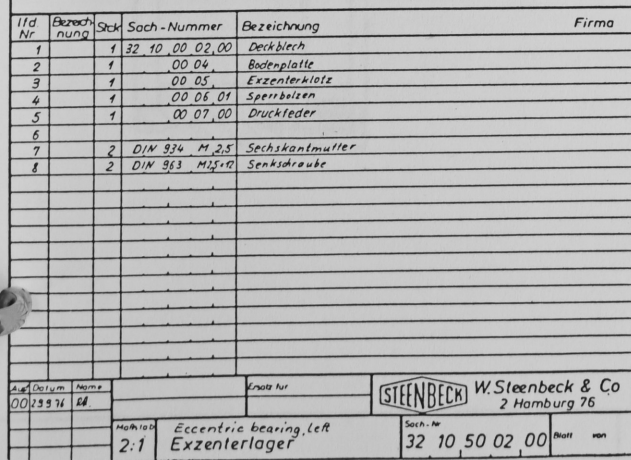 lfd. Nr Bezeichnung Stck Sach-Nummer Bezeichnung Firma
1 1 32 10 00 02,00 Deckblech
2 1 00 04 Bodenplatte
3 1 00 05 Exzenterklotz
4 1 00 06 01 Sperrbolzen
5 1 00 07 00 Druckfeder
6
7 2 DIN 934 M 2,5 Sechskantmutter
8 2 DIN 963 Senkschraube
Ausg Datum Name Ersatz für STEENBECK W. Steenbeck & Co
00 29 9 76 2 Hamburg 76
Maßstab Eccentric bearing, left Sach.-Nr
2:1 Exzenterlager 32 10 50 02 00 Blatt von